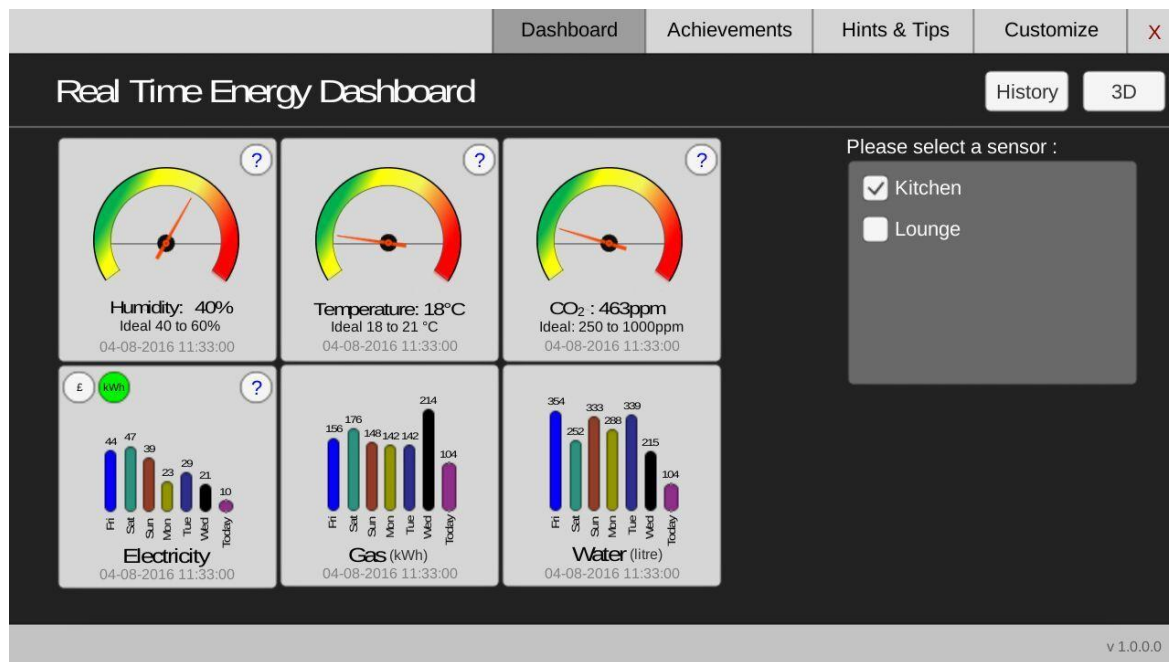 Dashboard Achievements Hints & Tips Customize X
Real Time Energy Dashboard
History 3D
Please select a sensor :
Kitchen
Lounge
?
Humidity: 40%
Ideal 40 to 60%
04-08-2016 11:33:00
?
Temperature: 18°C
Ideal 18 to 21 °C
04-08-2016 11:33:00
?
CO₂ : 463ppm
Ideal: 250 to 1000ppm
04-08-2016 11:33:00
£ kWh ?
44 47 39 23 29 21 10
Fri Sat Sun Mon Tue Wed Today
Electricity
04-08-2016 11:33:00
156 176 148 142 142 214 104
Fri Sat Sun Mon Tue Wed Today
Gas (kWh)
04-08-2016 11:33:00
354 252 333 288 339 215 104
Fri Sat Sun Mon Tue Wed Today
Water (litre)
04-08-2016 11:33:00
v 1.0.0.0